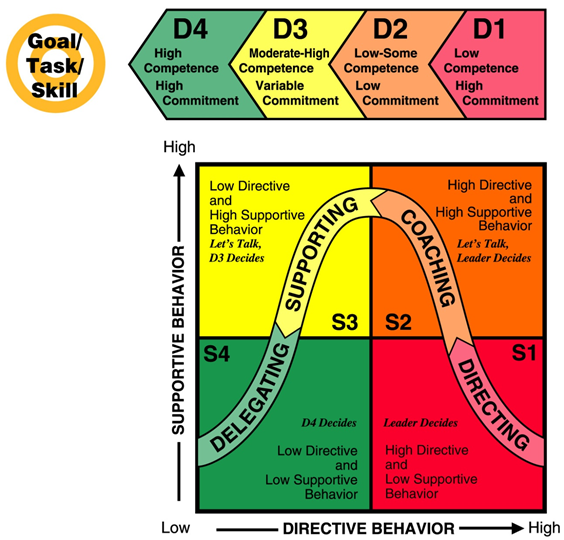 Goal/
Task/
Skill
D4
High
Competence
High
Commitment
D3
Moderate-High
Competence
Variable
Commitment
D2
Low-Some
Competence
Low
Commitment
D1
Low
Competence
High
Commitment
High
SUPPORTIVE BEHAVIOR
Low Directive
and
High Supportive
Behavior
Let's Talk,
D3 Decides
SUPPORTING
S3
High Directive
and
High Supportive
Behavior
Let's Talk,
Leader Decides
COACHING
S2
S4
DELEGATING
D4 Decides
Low Directive
and
Low Supportive
Behavior
S1
DIRECTING
Leader Decides
High Directive
and
Low Supportive
Behavior
Low
DIRECTIVE BEHAVIOR
High